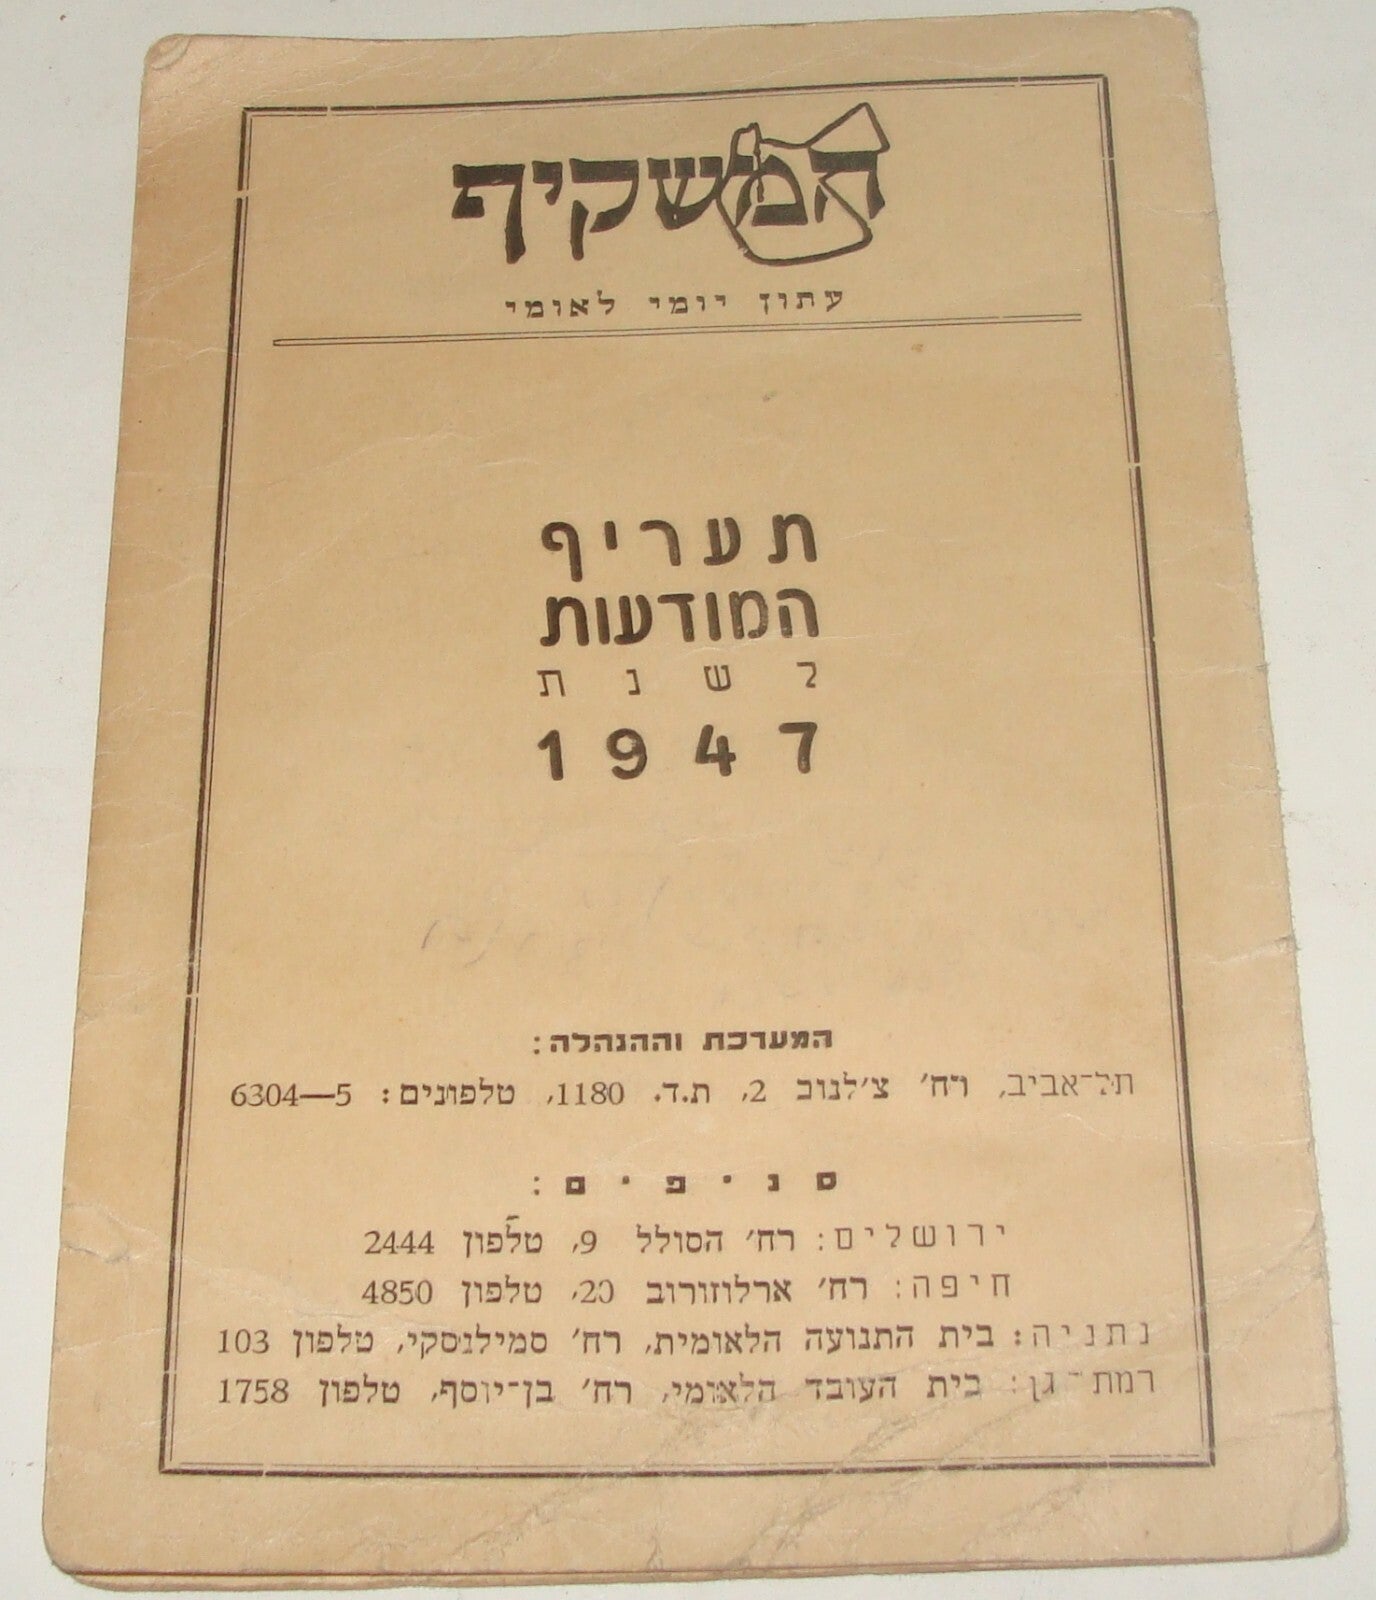 המשקיף
עתון יומי לאומי
תעריף
המודעות
לשנת
1947
המערכת וההנהלה:
תל־אביב, רח' צ'לנוב 2, ת.ד. 1180, טלפונים: 5—6304
סניפים:
ירושלים: רח' הסולל 9, טלפון 2444
חיפה: רח' ארלוזורוב 20, טלפון 4850
נתניה: בית התנועה הלאומית, רח' סמילנסקי, טלפון 103
רמת־גן: בית העובד הלאומי, רח' בן־יוסף, טלפון 1758